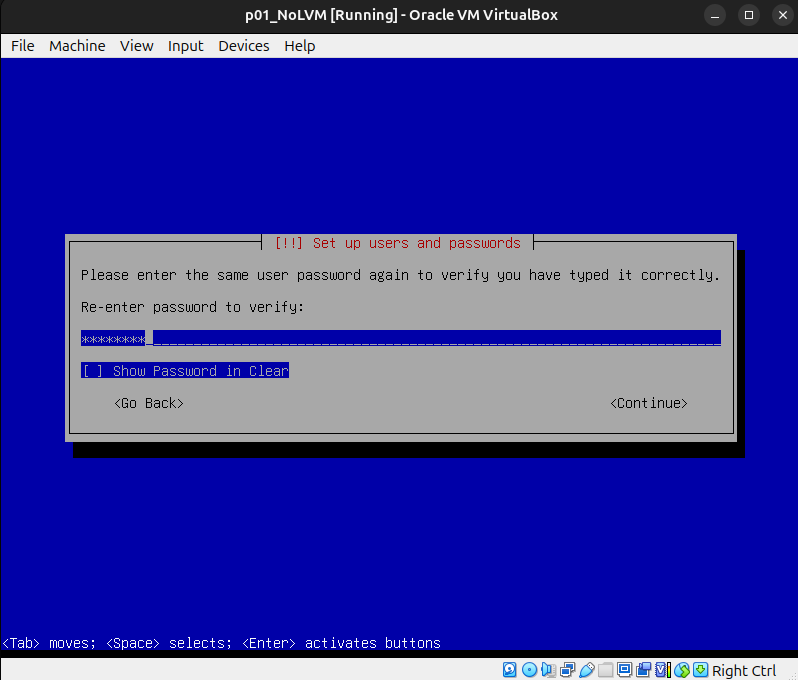 p01_NoLVM [Running] - Oracle VM VirtualBox
File Machine View Input Devices Help
[!!] Set up users and passwords
Please enter the same user password again to verify you have typed it correctly.
Re-enter password to verify:
********
[ ] Show Password in Clear
<Go Back> <Continue>
<Tab> moves; <Space> selects; <Enter> activates buttons
Right Ctrl